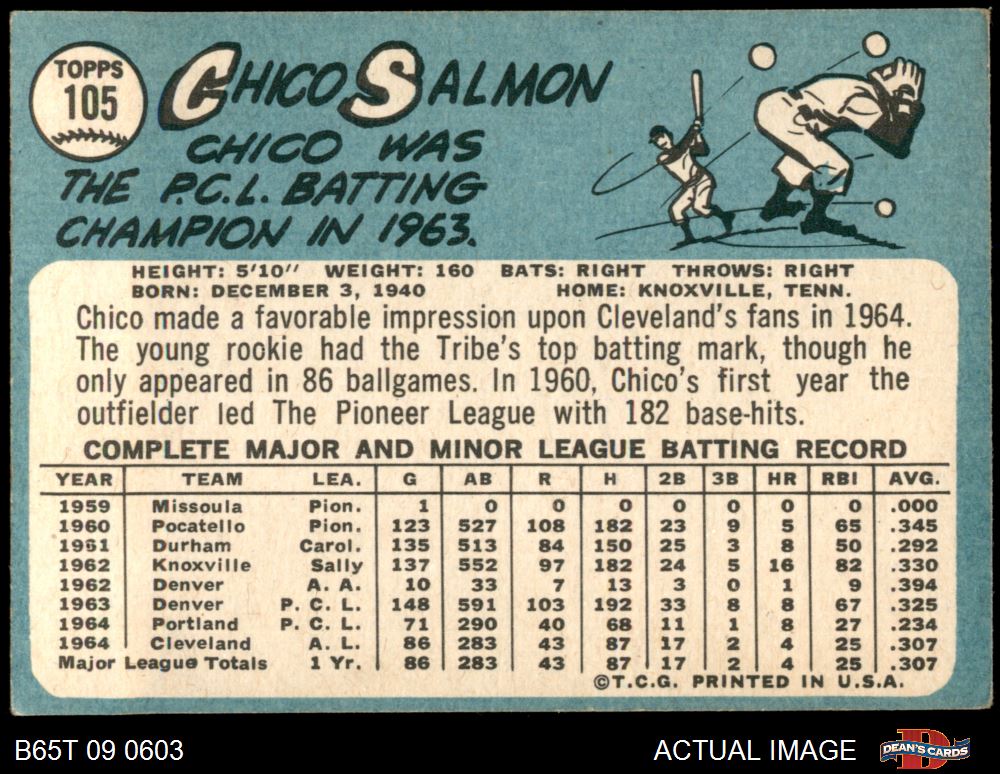 TOPPS
105
CHICO SALMON
CHICO WAS
THE P.C.L. BATTING
CHAMPION IN 1963.
HEIGHT: 5'10" WEIGHT: 160 BATS: RIGHT THROWS: RIGHT
BORN: DECEMBER 3, 1940 HOME: KNOXVILLE, TENN.
Chico made a favorable impression upon Cleveland's fans in 1964.
The young rookie had the Tribe's top batting mark, though he
only appeared in 86 ballgames. In 1960, Chico's first year the
outfielder led The Pioneer League with 182 base-hits.
COMPLETE MAJOR AND MINOR LEAGUE BATTING RECORD
YEAR TEAM LEA. G AB R H 2B 3B HR RBI AVG.
1959 Missoula Pion. 1 0 0 0 0 0 0 0 .000
1960 Pocatello Pion. 123 527 108 182 23 9 5 65 .345
1961 Durham Carol. 135 513 84 150 25 3 8 50 .292
1962 Knoxville Sally 137 552 97 182 24 5 16 82 .330
1962 Denver A. A. 10 33 7 13 3 0 1 9 .394
1963 Denver P. C. L. 148 591 103 192 33 8 8 67 .325
1964 Portland P. C. L. 71 290 40 68 11 1 8 27 .234
1964 Cleveland A. L. 86 283 43 87 17 2 4 25 .307
Major League Totals 1 Yr. 86 283 43 87 17 2 4 25 .307
©T.C.G. PRINTED IN U.S.A.
B65T 09 0603 ACTUAL IMAGE DEAN'S CARDS